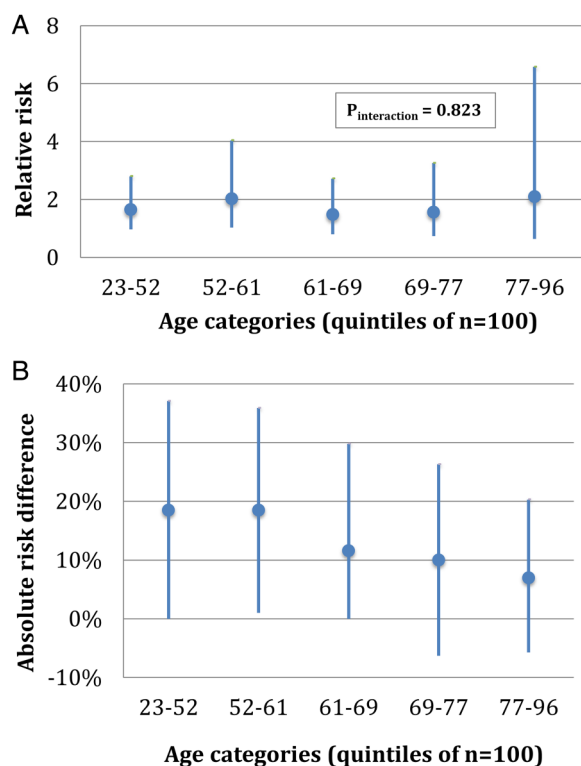 A
Relative risk
8
6
4
2
0
P interaction = 0.823
23-52 52-61 61-69 69-77 77-96
Age categories (quintiles of n=100)
B
Absolute risk difference
40%
30%
20%
10%
0%
-10%
23-52 52-61 61-69 69-77 77-96
Age categories (quintiles of n=100)